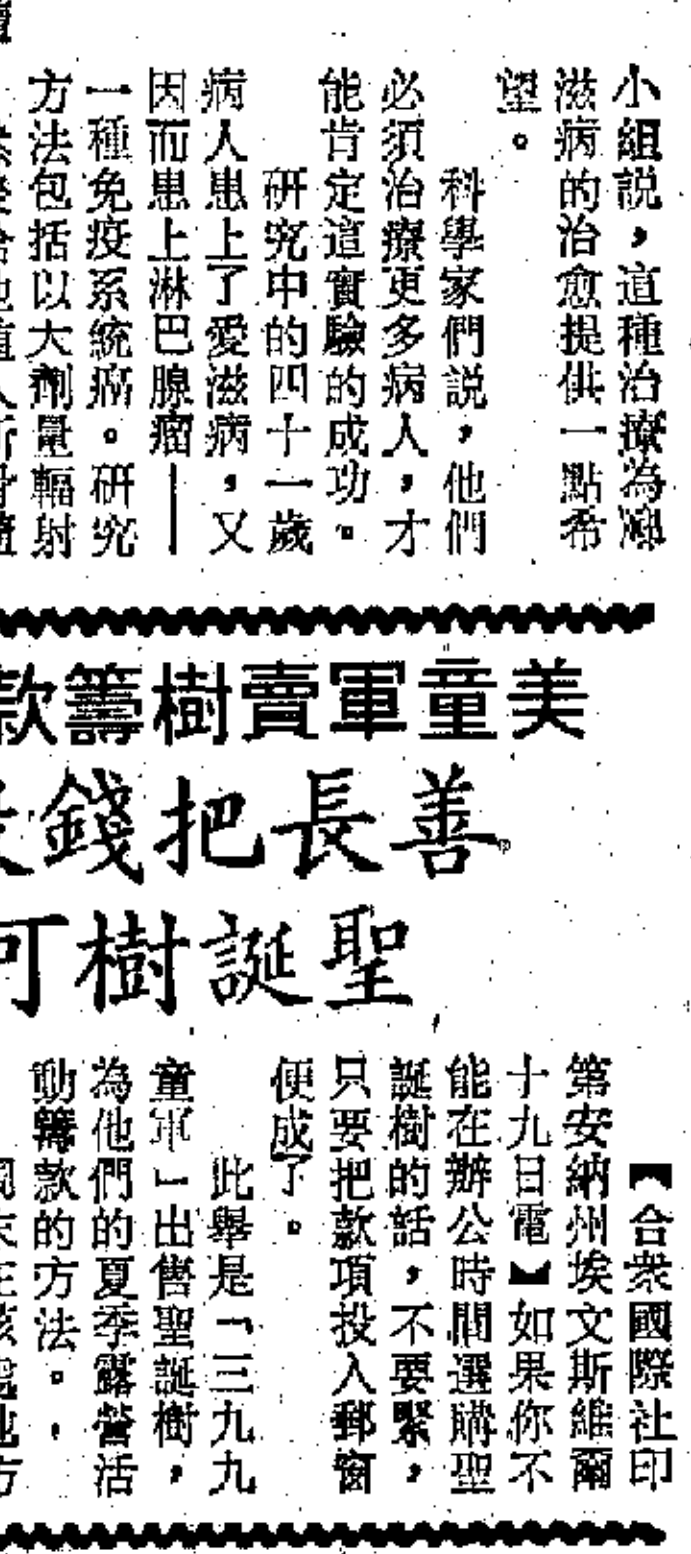 小組説，這種治療為愛
滋病的治愈提供一點希
望。
科學家們説，他們
必須治療更多病人，才
能肯定這實驗的成功。
研究中的四十一歲
病人患上了愛滋病，又
因而患上淋巴腺瘤——
一種免疫系統癌。研究
方法包括以大劑量輻射
美童軍賣樹籌款
善長把錢
聖誕樹可
【合衆國際社印
第安納州埃文斯維爾
十九日電】如果你不
能在辦公時間選購聖
誕樹的話，不要緊，
只要把款項投入郵窗
便成了。
此舉是「三九九
童軍」出售聖誕樹，
為他們的夏季露營活
動籌款的方法。